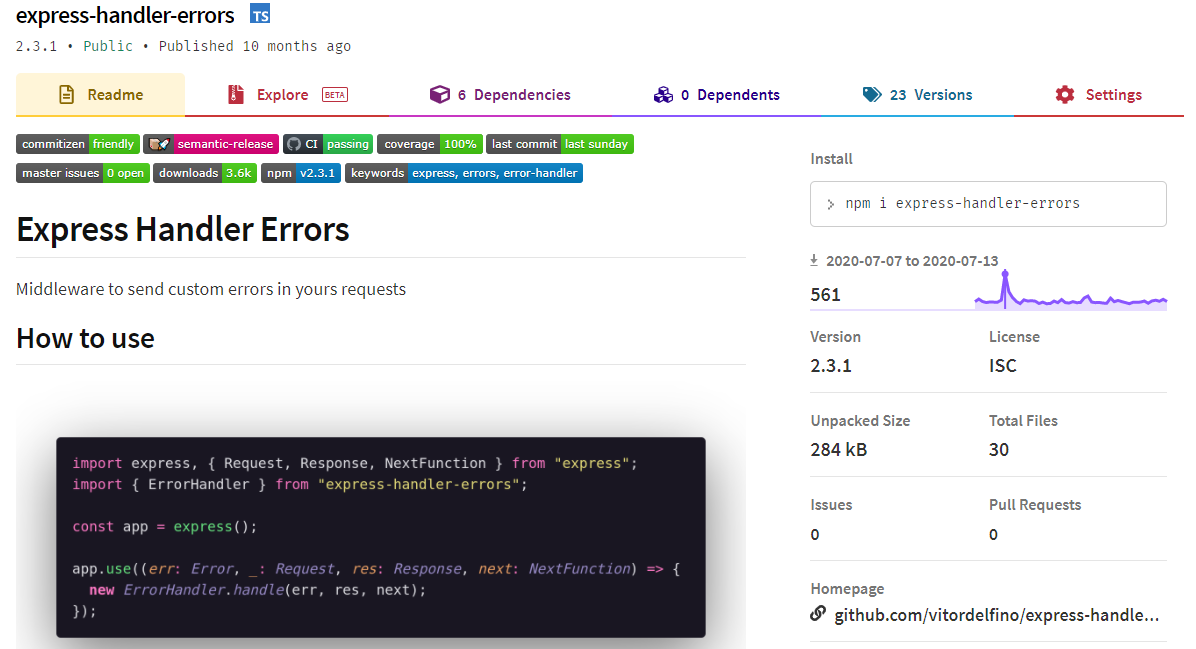 express-handler-errors TS
2.3.1 • Public • Published 10 months ago
Readme
Explore BETA
6 Dependencies
0 Dependents
23 Versions
Settings
commitizen friendly semantic-release CI passing coverage 100% last commit last sunday
master issues 0 open downloads 3.6k npm v2.3.1 keywords express, errors, error-handler
Express Handler Errors
Middleware to send custom errors in yours requests
How to use
import express, { Request, Response, NextFunction } from "express";
import { ErrorHandler } from "express-handler-errors";
const app = express();
app.use((err: Error, _: Request, res: Response, next: NextFunction) => {
new ErrorHandler.handle(err, res, next);
});
Install
> npm i express-handler-errors
2020-07-07 to 2020-07-13
561
Version
License
2.3.1
ISC
Unpacked Size
Total Files
284 kB
30
Issues
Pull Requests
0
0
Homepage
github.com/vitordelfino/express-handle...